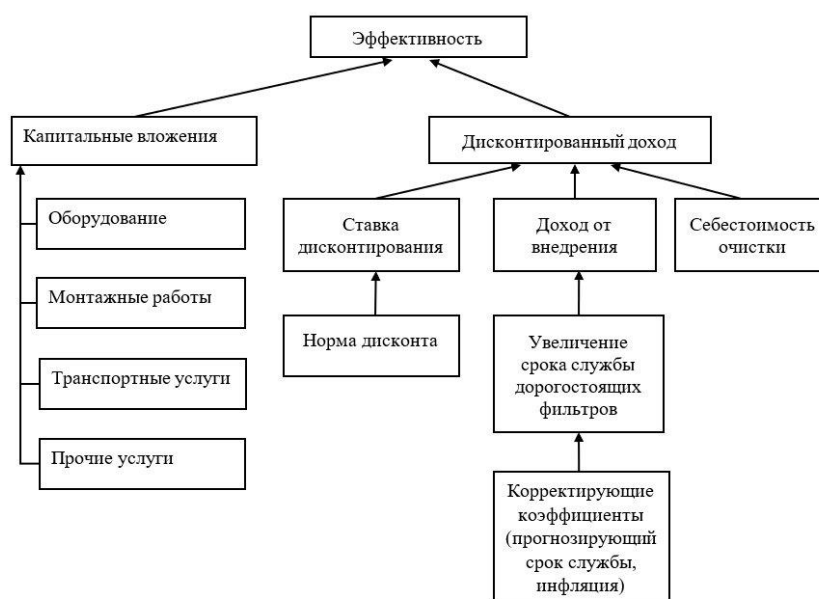 Эффективность
Капитальные вложения
Дисконтированный доход
Оборудование
Монтажные работы
Транспортные услуги
Прочие услуги
Ставка
дисконтирования
Норма дисконта
Доход от
внедрения
Увеличение
срока службы
дорогостоящих
фильтров
Корректирующие
коэффициенты
(прогнозирующий
срок службы,
инфляция)
Себестоимость
очистки